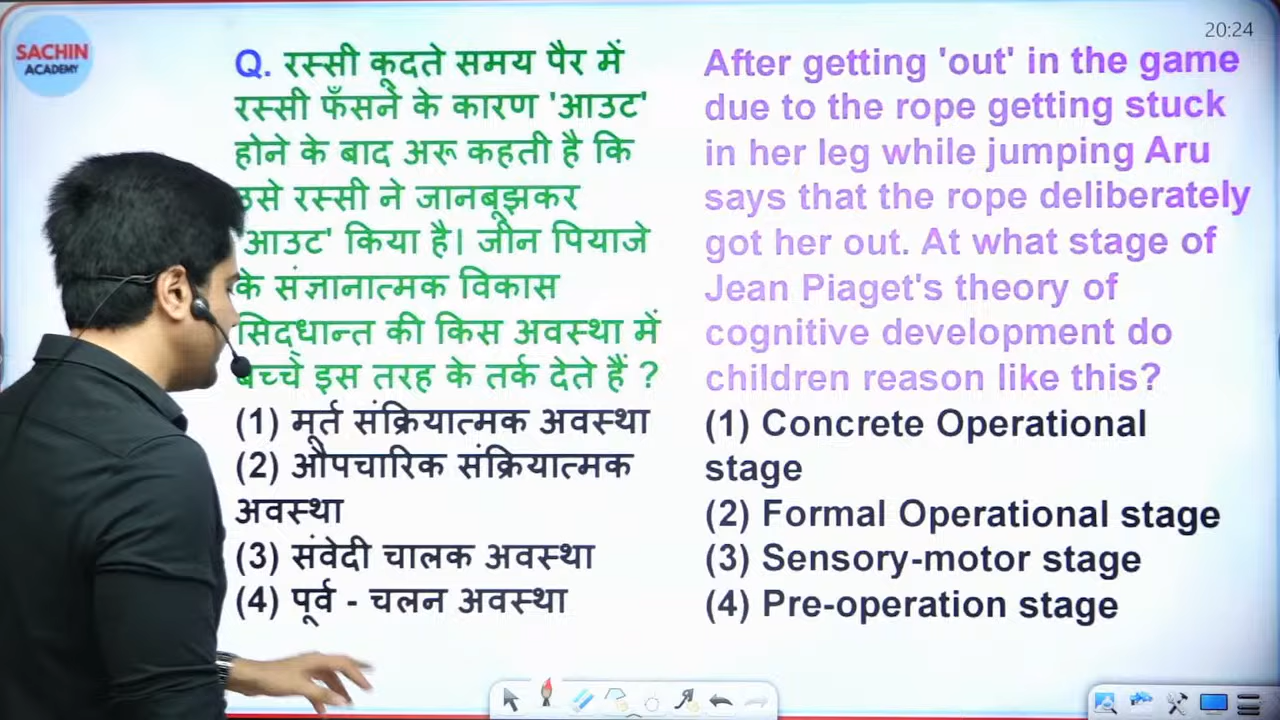 SACHIN
ACADEMY
20:24
Q. रस्सी कूदते समय पैर में
रस्सी फँसने के कारण 'आउट'
होने के बाद अरू कहती है कि
उसे रस्सी ने जानबूझकर
'आउट' किया है। जीन पियाजे
के संज्ञानात्मक विकास
सिद्धान्त की किस अवस्था में
बच्चे इस तरह के तर्क देते हैं ?
(1) मूर्त संक्रियात्मक अवस्था
(2) औपचारिक संक्रियात्मक
अवस्था
(3) संवेदी चालक अवस्था
(4) पूर्व - चलन अवस्था
After getting 'out' in the game
due to the rope getting stuck
in her leg while jumping Aru
says that the rope deliberately
got her out. At what stage of
Jean Piaget's theory of
cognitive development do
children reason like this?
(1) Concrete Operational
stage
(2) Formal Operational stage
(3) Sensory-motor stage
(4) Pre-operation stage